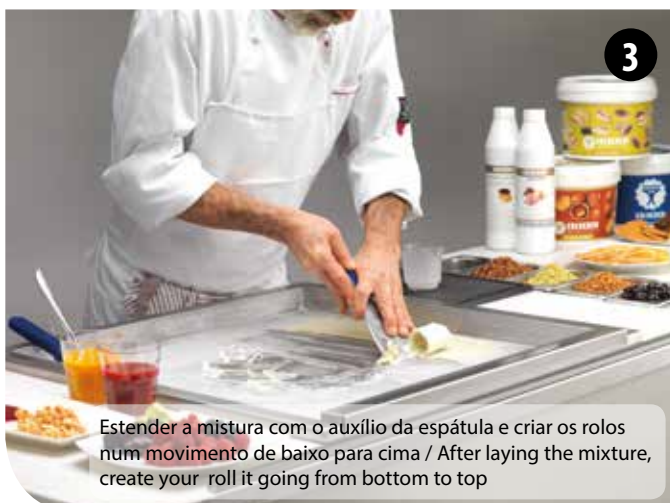 3
Estender a mistura com o auxílio da espátula e criar os rolos
num movimento de baixo para cima / After laying the mixture,
create your roll it going from bottom to top